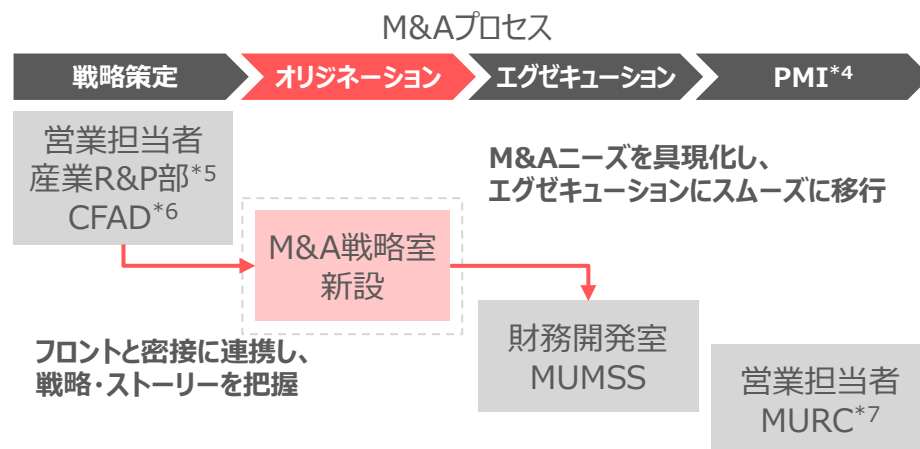 M&Aプロセス
戦略策定
オリジネーション
エグゼキューション
PMI*4
営業担当者
産業R&P部*5
CFAD*6
M&Aニーズを具現化し、
エグゼキューションにスムーズに移行
M&A戦略室
新設
フロントと密接に連携し、
戦略・ストーリーを把握
財務開発室
MUMSS
営業担当者
MURC*7